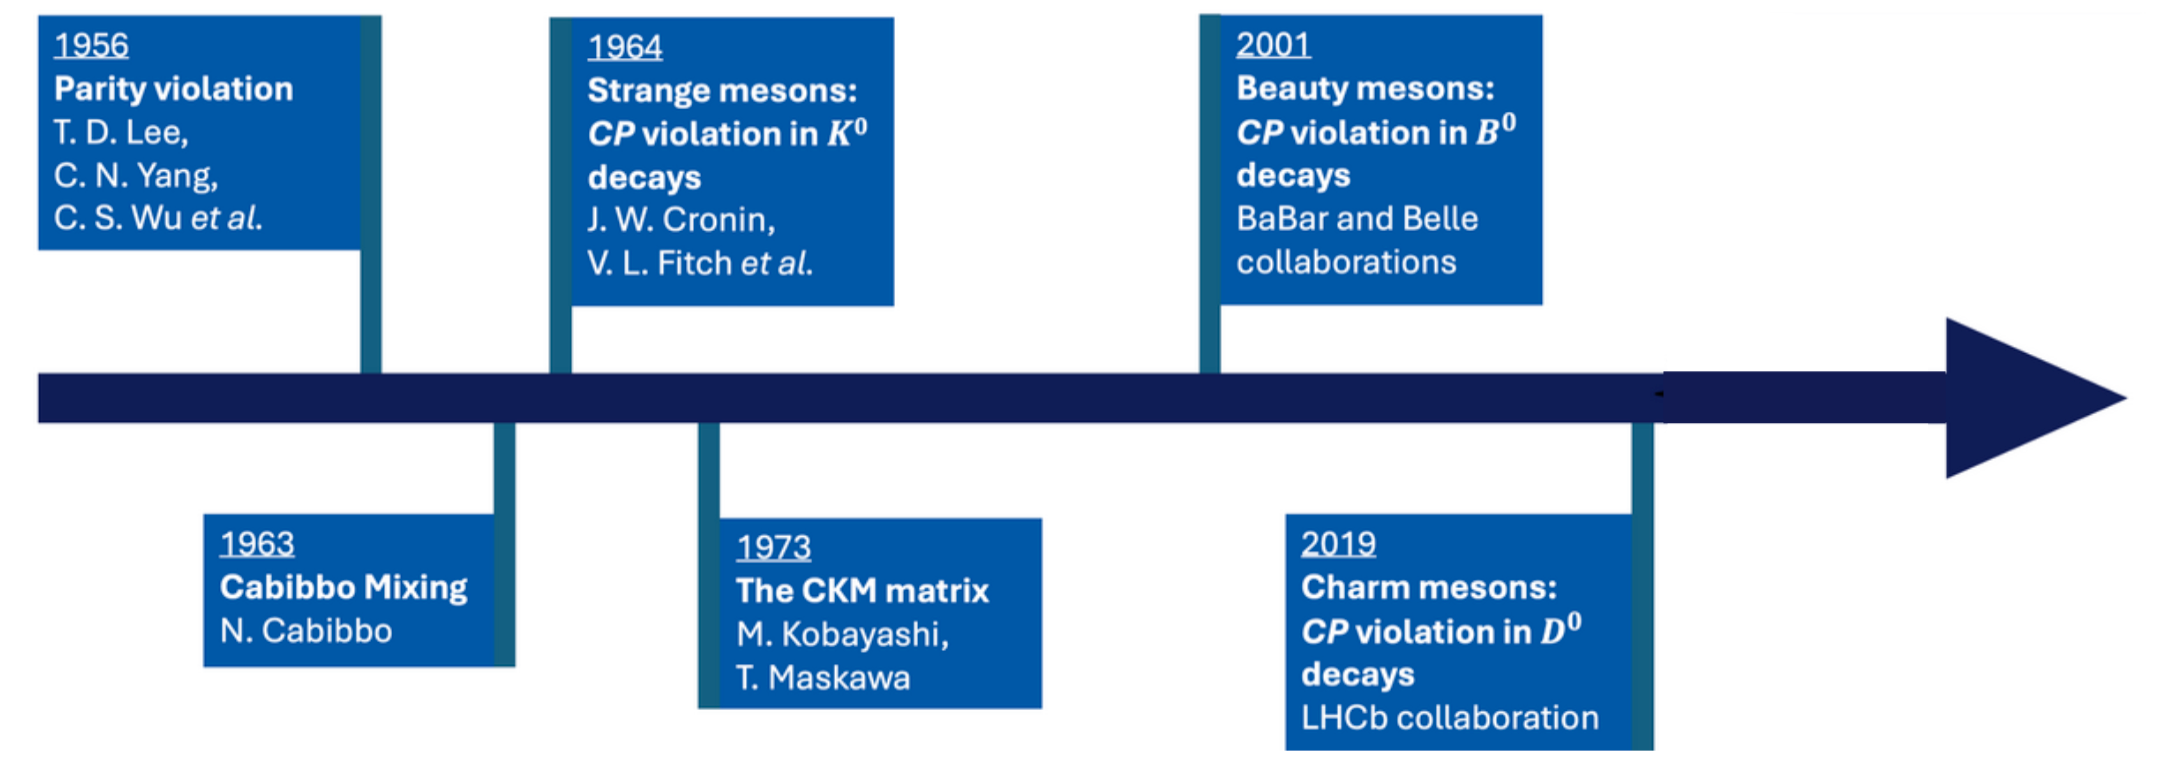 1956
Parity violation
T. D. Lee,
C. N. Yang,
C. S. Wu et al.
1964
Strange mesons:
CP violation in K⁰
decays
J. W. Cronin,
V. L. Fitch et al.
2001
Beauty mesons:
CP violation in B⁰
decays
BaBar and Belle
collaborations
1963
Cabibbo Mixing
N. Cabibbo
1973
The CKM matrix
M. Kobayashi,
T. Maskawa
2019
Charm mesons:
CP violation in D⁰
decays
LHCb collaboration